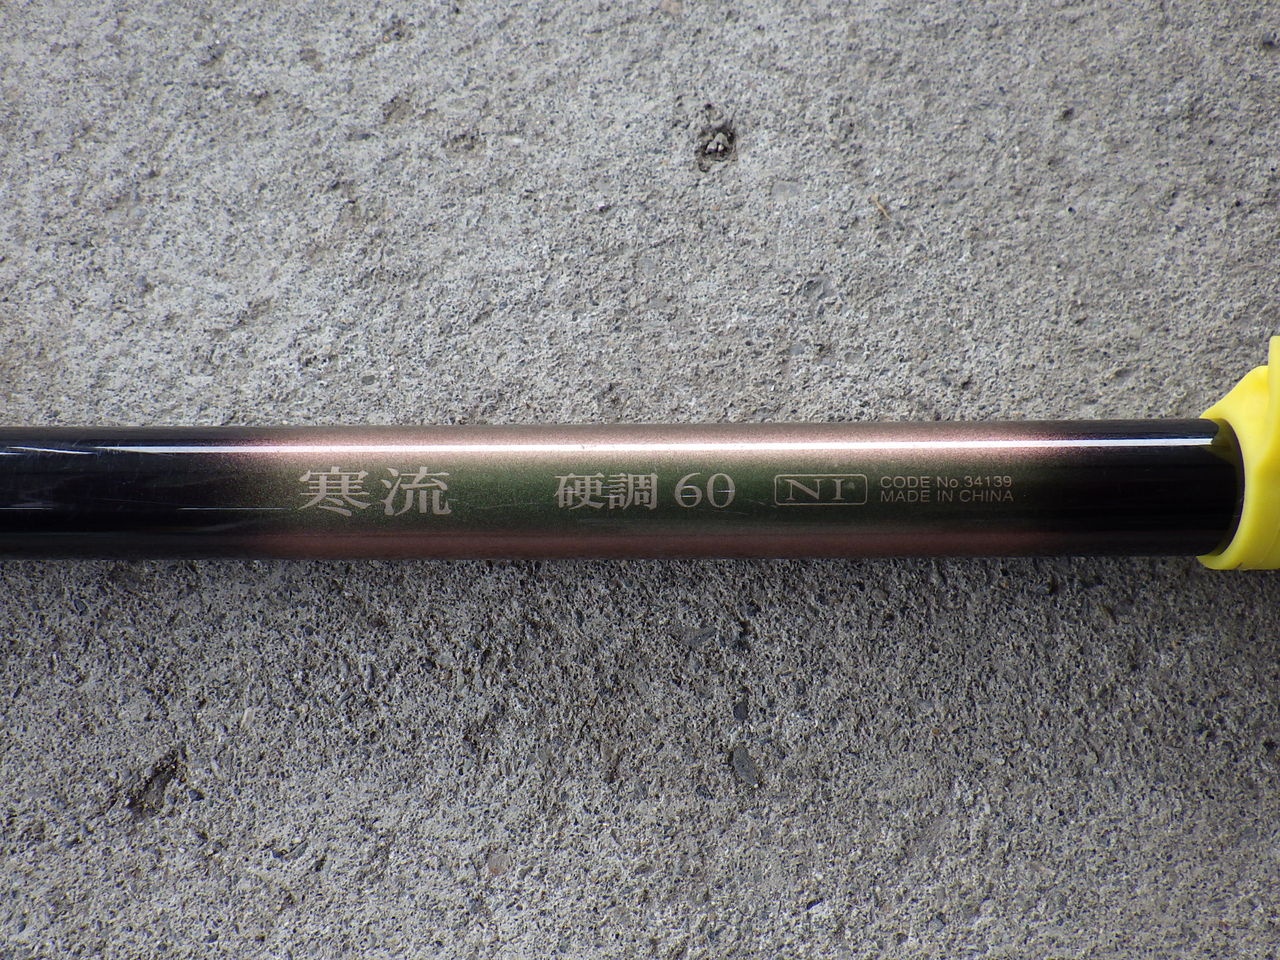 寒流 硬調 60 NI CODE No 34139
MADE IN CHINA